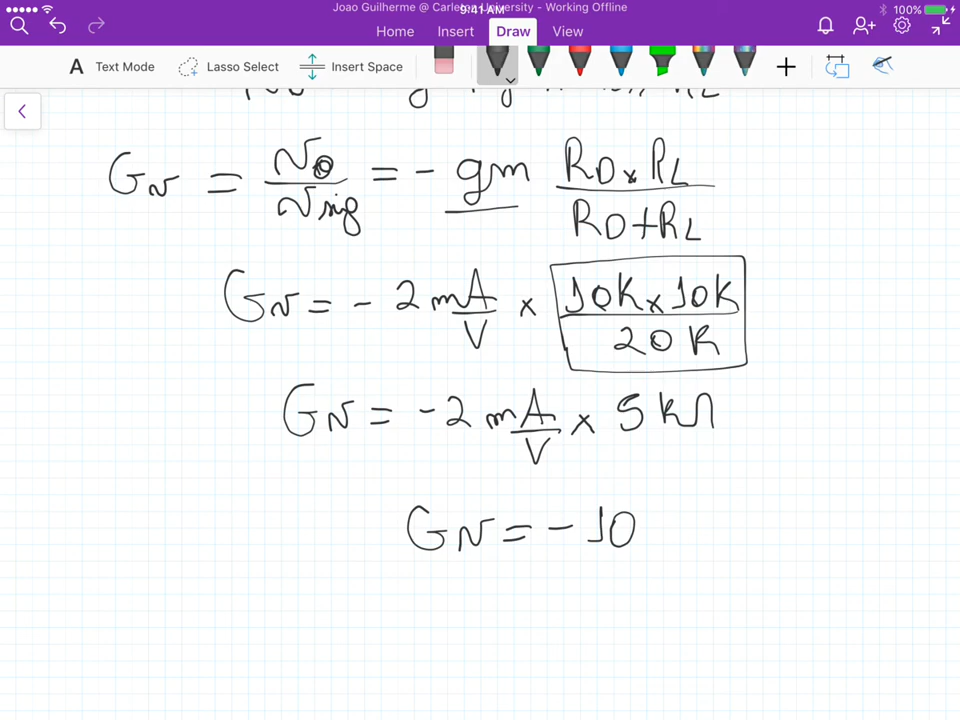 Joao Guilherme @ Carleton University - Working Offline
9:41 AM
100%
Home Insert Draw View
A Text Mode Lasso Select Insert Space
Gv = vo/vsig = - gm (RD x RL)/(RD + RL)
Gv = - 2 mA/V x (10K x 10K)/(20 K)
Gv = -2 mA/V x 5 KΩ
Gv = - 10